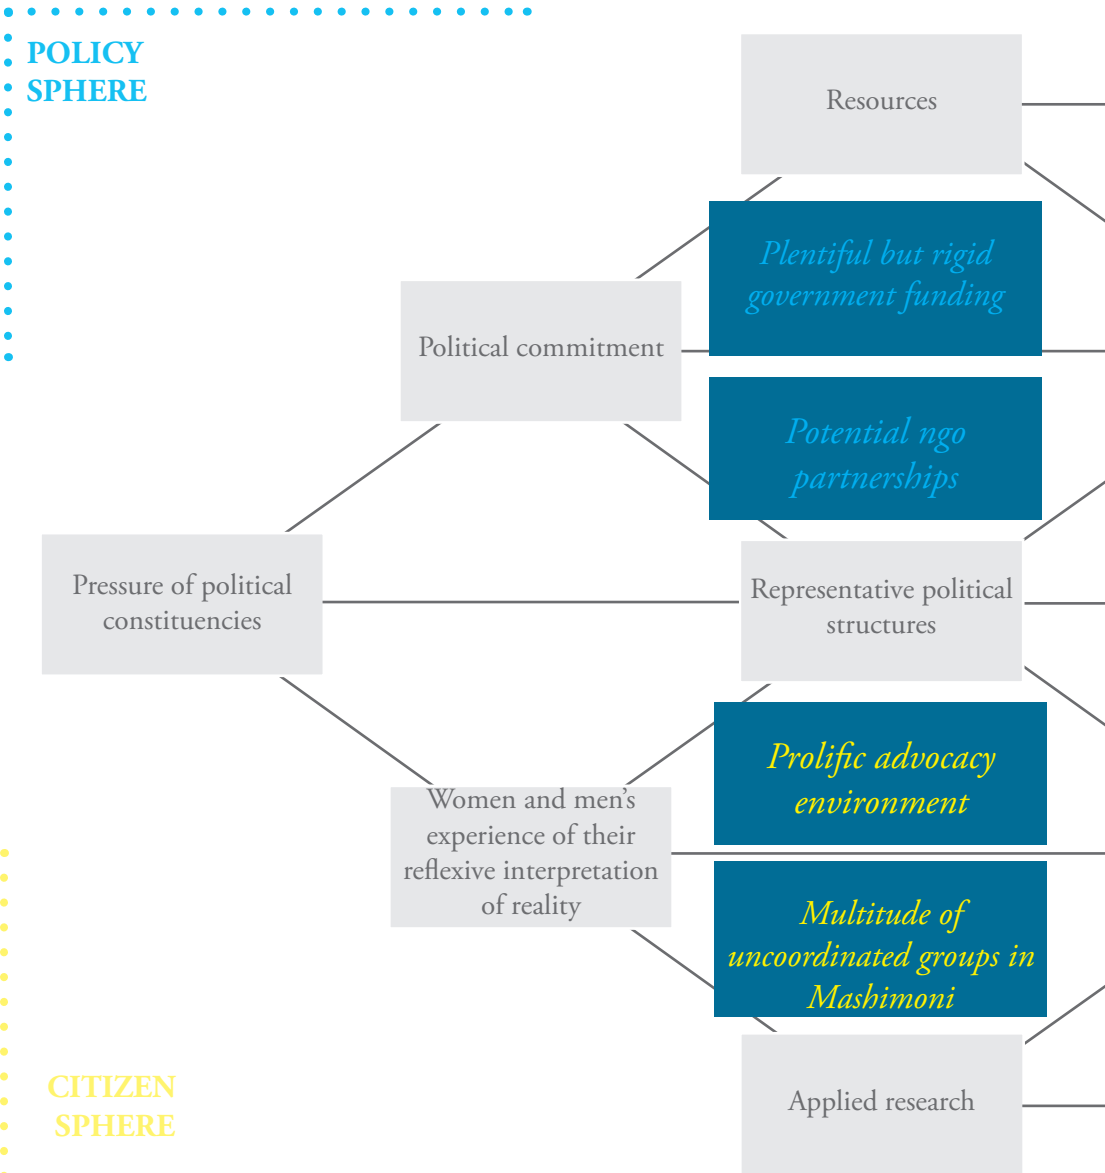 POLICY
SPHERE
Resources
Plentiful but rigid
government funding
Political commitment
Potential ngo
partnerships
Pressure of political
constituencies
Representative political
structures
Prolific advocacy
environment
Women and men's
experience of their
reflexive interpretation
of reality
Multitude of
uncoordinated groups in
Mashimoni
CITIZEN
SPHERE
Applied research